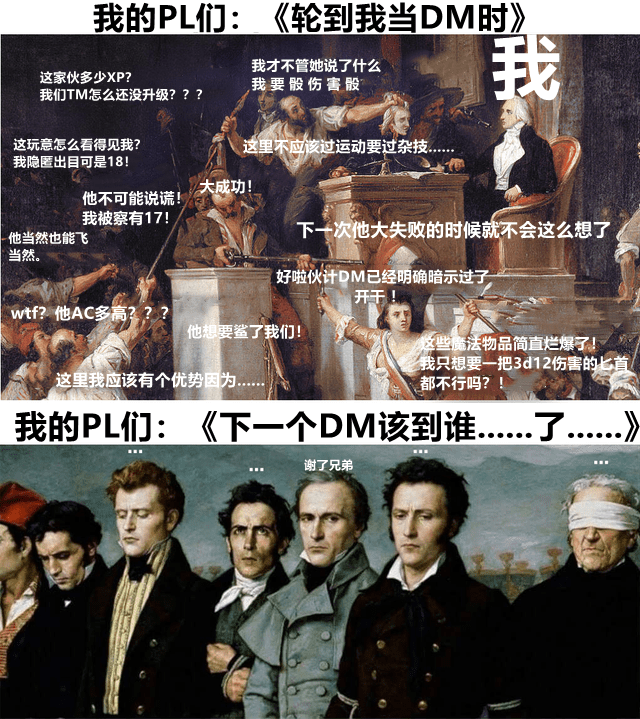 我的PL们：《轮到我当DM时》
我
我才不管她说了什么
我 要 骰 伤 害 骰
这家伙多少XP？
我们TM怎么还没升级？？？
这玩意怎么看得见我？
我隐匿出目可是18！
这里不应该过运动要过杂技……
大成功！
他不可能说谎！
我被察有17！
他当然也能飞
当然。
下一次他大失败的时候就不会这么想了
好啦伙计DM已经明确暗示过了
开干！
wtf？他AC多高？？？
他想要鲨了我们！
这些魔法物品简直烂爆了！
我只想要一把3d12伤害的匕首
都不行吗？！
这里我应该有个优势因为……
我的PL们：《下一个DM该到谁……了……》
...
...
谢了兄弟
...
...